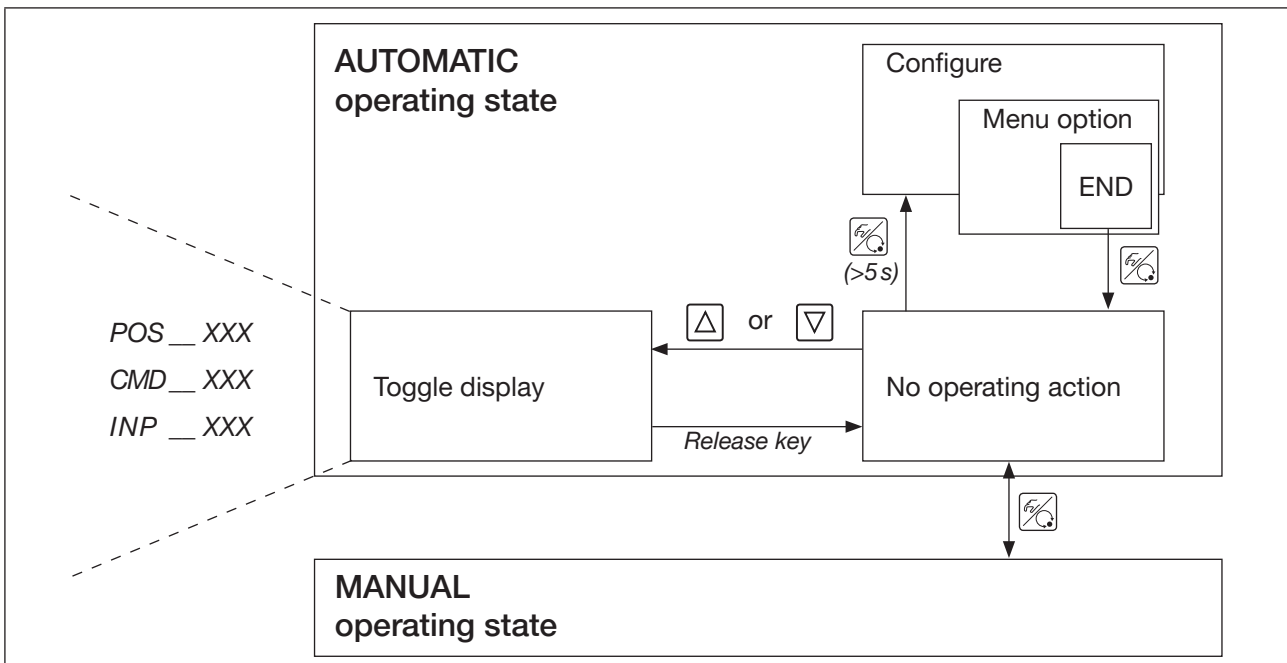 AUTOMATIC
operating state
Configure
Menu option
END
(>5 s)
POS __ XXX
CMD __ XXX
INP __ XXX
or
Toggle display
No operating action
Release key
MANUAL
operating state